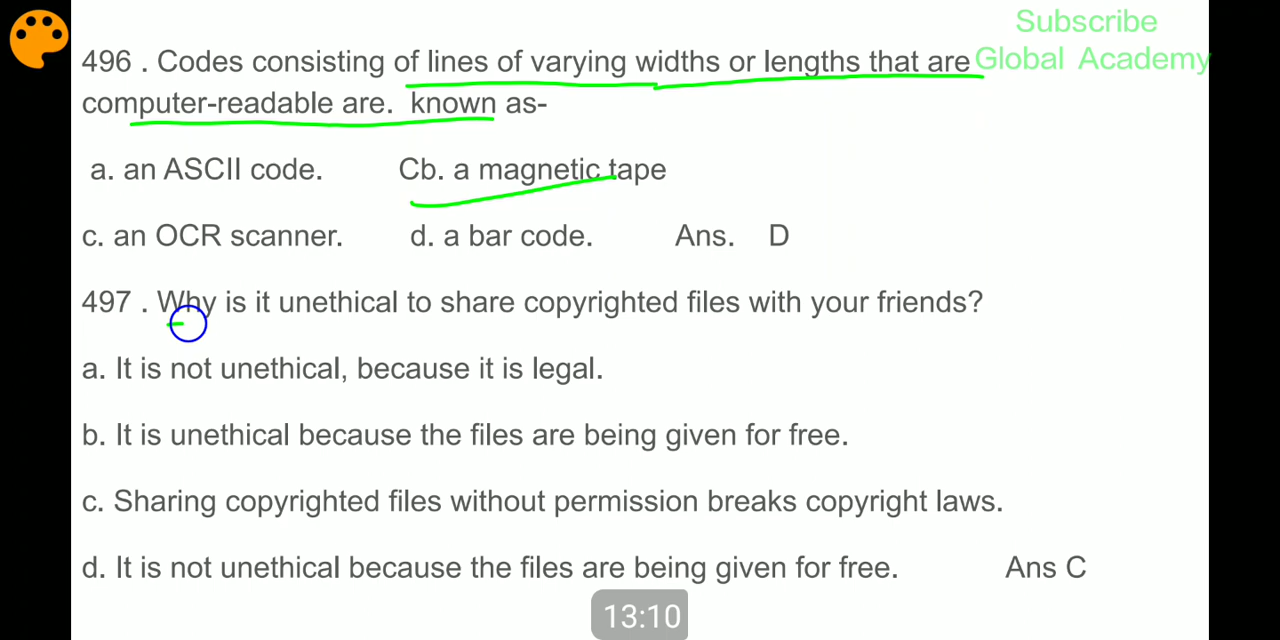 Subscribe
Global Academy
496 . Codes consisting of lines of varying widths or lengths that are
computer-readable are. known as-
a. an ASCII code. Cb. a magnetic tape
c. an OCR scanner. d. a bar code. Ans. D
497 . Why is it unethical to share copyrighted files with your friends?
a. It is not unethical, because it is legal.
b. It is unethical because the files are being given for free.
c. Sharing copyrighted files without permission breaks copyright laws.
d. It is not unethical because the files are being given for free. Ans C
13:10